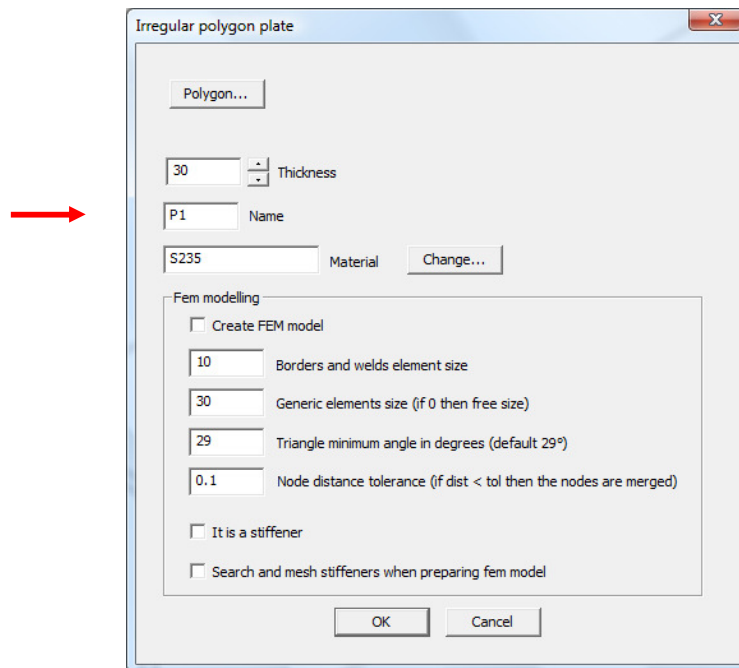 Irregular polygon plate
Polygon...
30 Thickness
P1 Name
S235 Material Change...
Fem modelling
Create FEM model
10 Borders and welds element size
30 Generic elements size (if 0 then free size)
29 Triangle minimum angle in degrees (default 29°)
0.1 Node distance tolerance (if dist < tol then the nodes are merged)
It is a stiffener
Search and mesh stiffeners when preparing fem model
OK Cancel